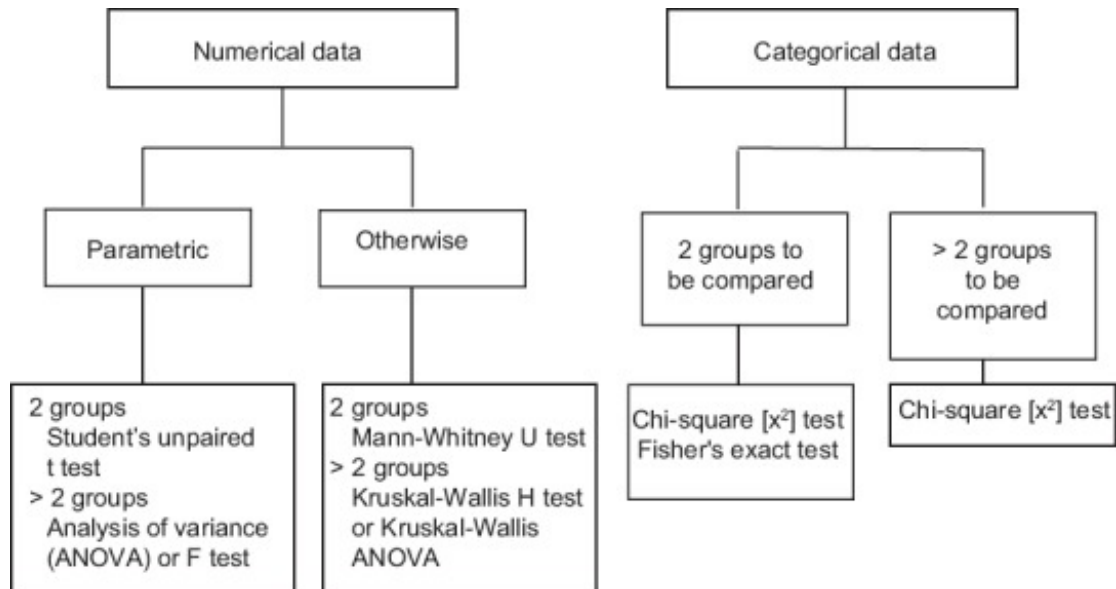 Numerical data
Categorical data
Parametric
Otherwise
2 groups to
be compared
> 2 groups
to be
compared
2 groups
Student's unpaired
t test
> 2 groups
Analysis of variance
(ANOVA) or F test
2 groups
Mann-Whitney U test
> 2 groups
Kruskal-Wallis H test
or Kruskal-Wallis
ANOVA
Chi-square [x²] test
Fisher's exact test
Chi-square [x²] test